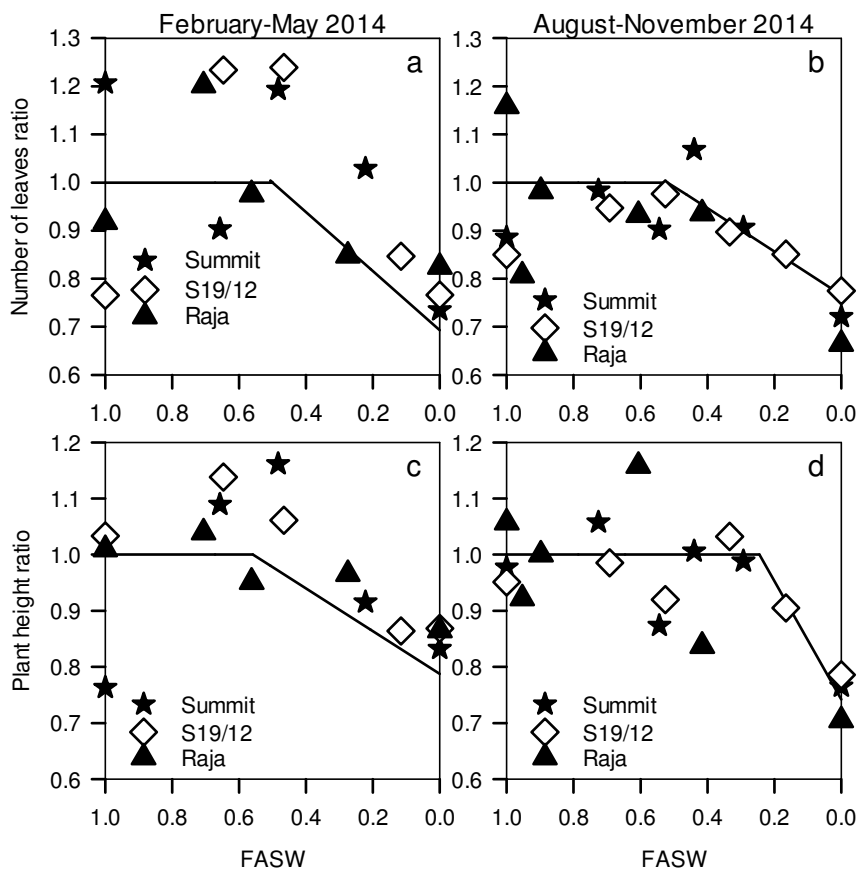 February-May 2014
August-November 2014
1.3
1.2
1.1
1.0
0.9
0.8
0.7
0.6
Number of leaves ratio
a
Summit
S19/12
Raja
1.0 0.8 0.6 0.4 0.2 0.0
b
Summit
S19/12
Raja
1.0 0.8 0.6 0.4 0.2 0.0
1.2
1.1
1.0
0.9
0.8
0.7
0.6
Plant height ratio
c
Summit
S19/12
Raja
1.0 0.8 0.6 0.4 0.2 0.0
FASW
d
Summit
S19/12
Raja
1.0 0.8 0.6 0.4 0.2 0.0
FASW